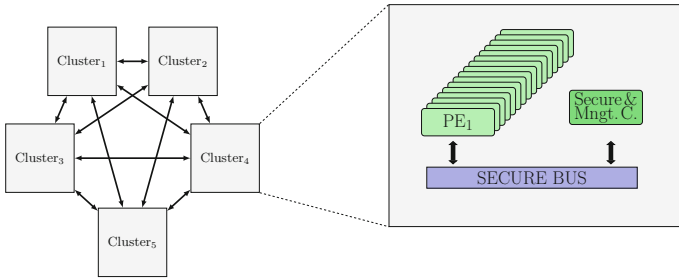 Cluster₁
Cluster₂
Cluster₃
Cluster₄
Cluster₅
PE₁
Secure &
Mngt. C.
SECURE BUS